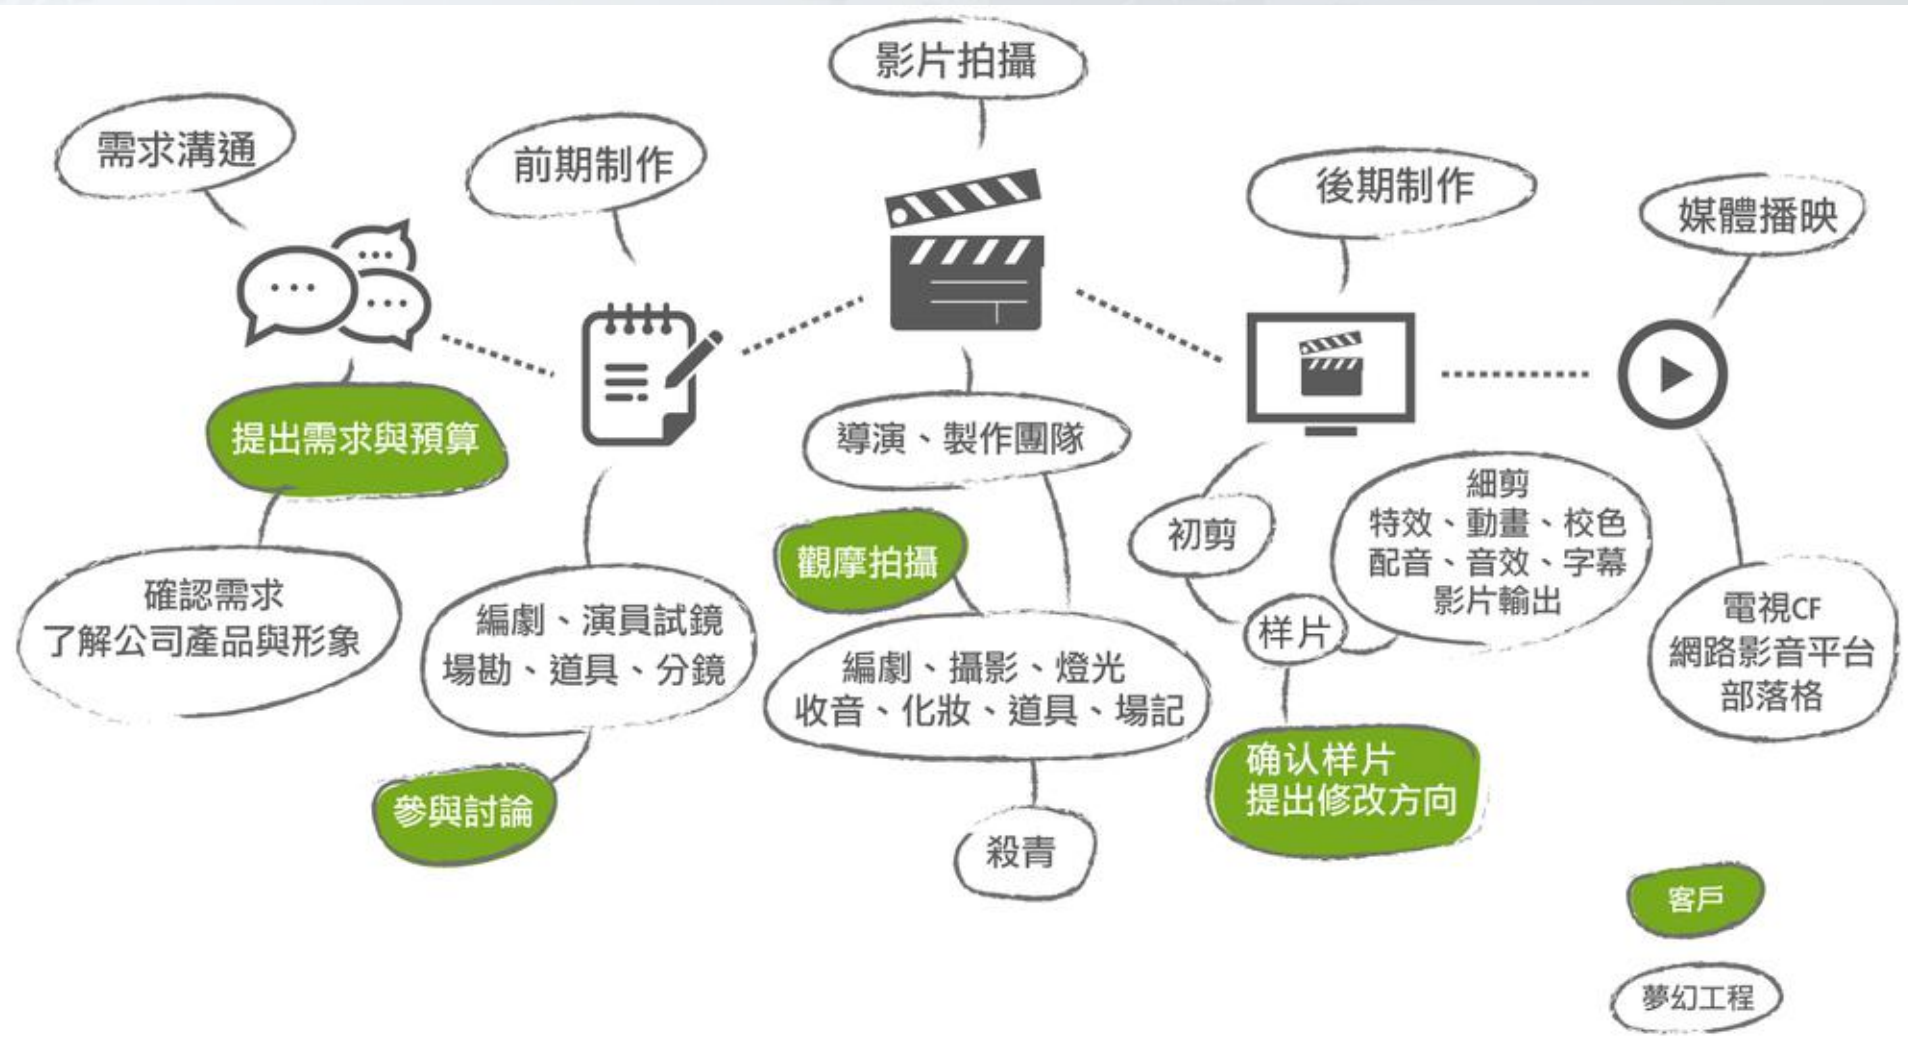 需求溝通
提出需求與預算
確認需求
了解公司產品與形象
前期制作
編劇、演員試鏡
場勘、道具、分鏡
參與討論
影片拍攝
導演、製作團隊
觀摩拍攝
編劇、攝影、燈光
收音、化妝、道具、場記
殺青
後期制作
初剪
样片
細剪
特效、動畫、校色
配音、音效、字幕
影片輸出
确认样片
提出修改方向
媒體播映
電視CF
網路影音平台
部落格
客戶
夢幻工程